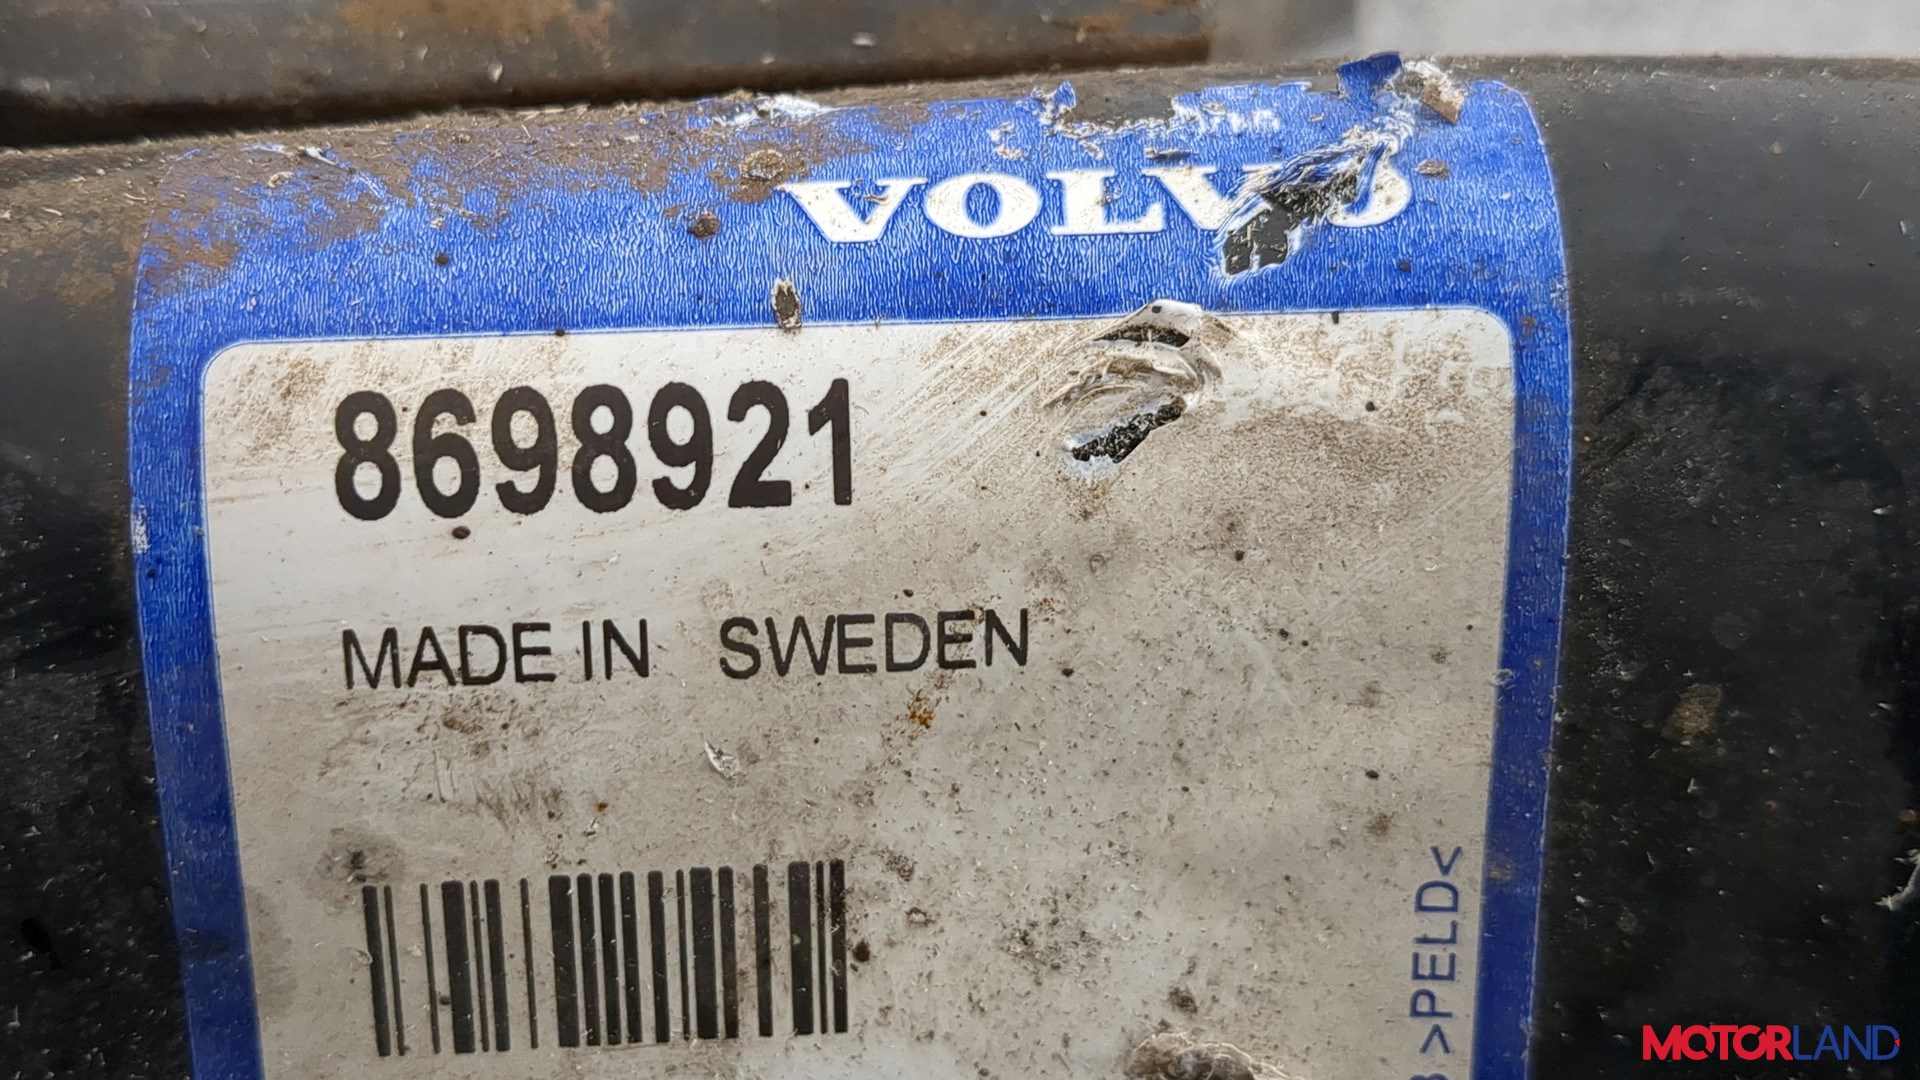 VOLVO
8698921
MADE IN SWEDEN
>PELD<
MOTORLAND